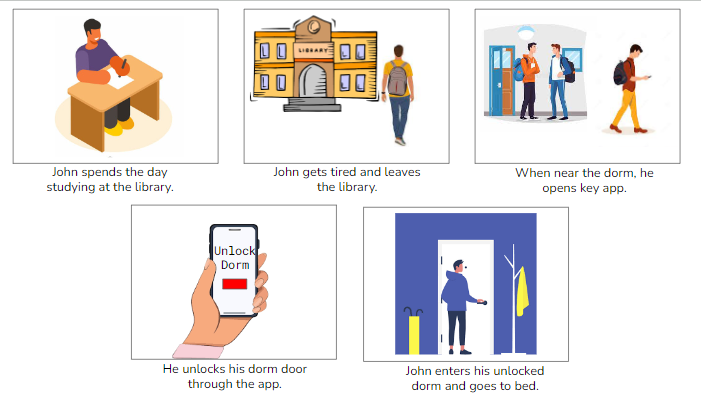 LIBRARY
John spends the day
studying at the library.
John gets tired and leaves
the library.
When near the dorm, he
opens key app.
Unlock
Dorm
He unlocks his dorm door
through the app.
John enters his unlocked
dorm and goes to bed.